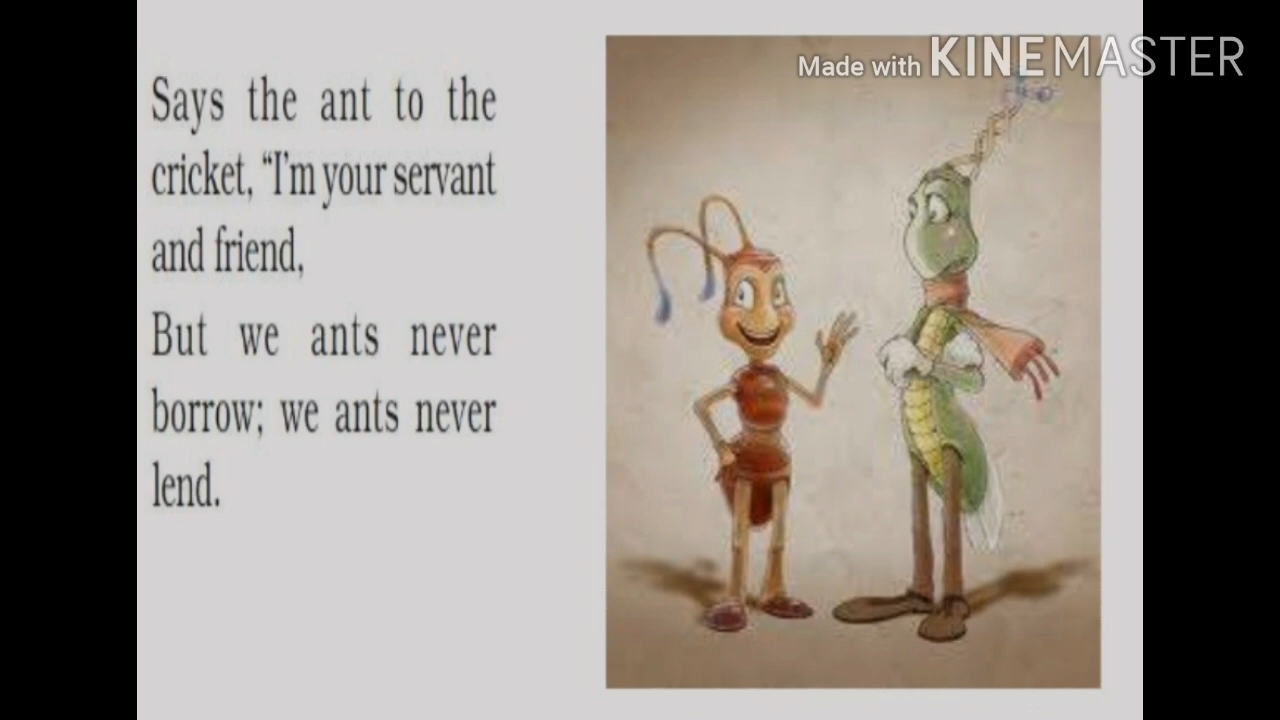 Made with KINEMASTER
Says the ant to the
cricket, “I'm your servant
and friend,
But we ants never
borrow; we ants never
lend.